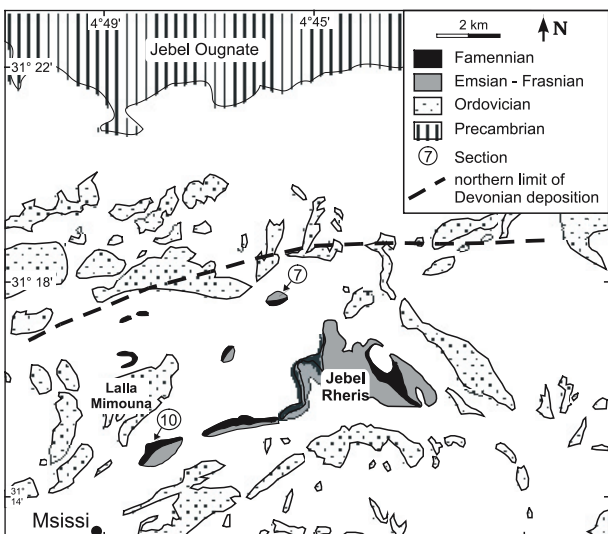 4°49'
4°45'
Jebel Ougnate
31° 22'
2 km
N
Famennian
Emsian - Frasnian
Ordovician
Precambrian
7
Section
northern limit of
Devonian deposition
31° 18'
7
Lalla
Mimouna
Jebel
Rheris
10
31°
14'
Msissi